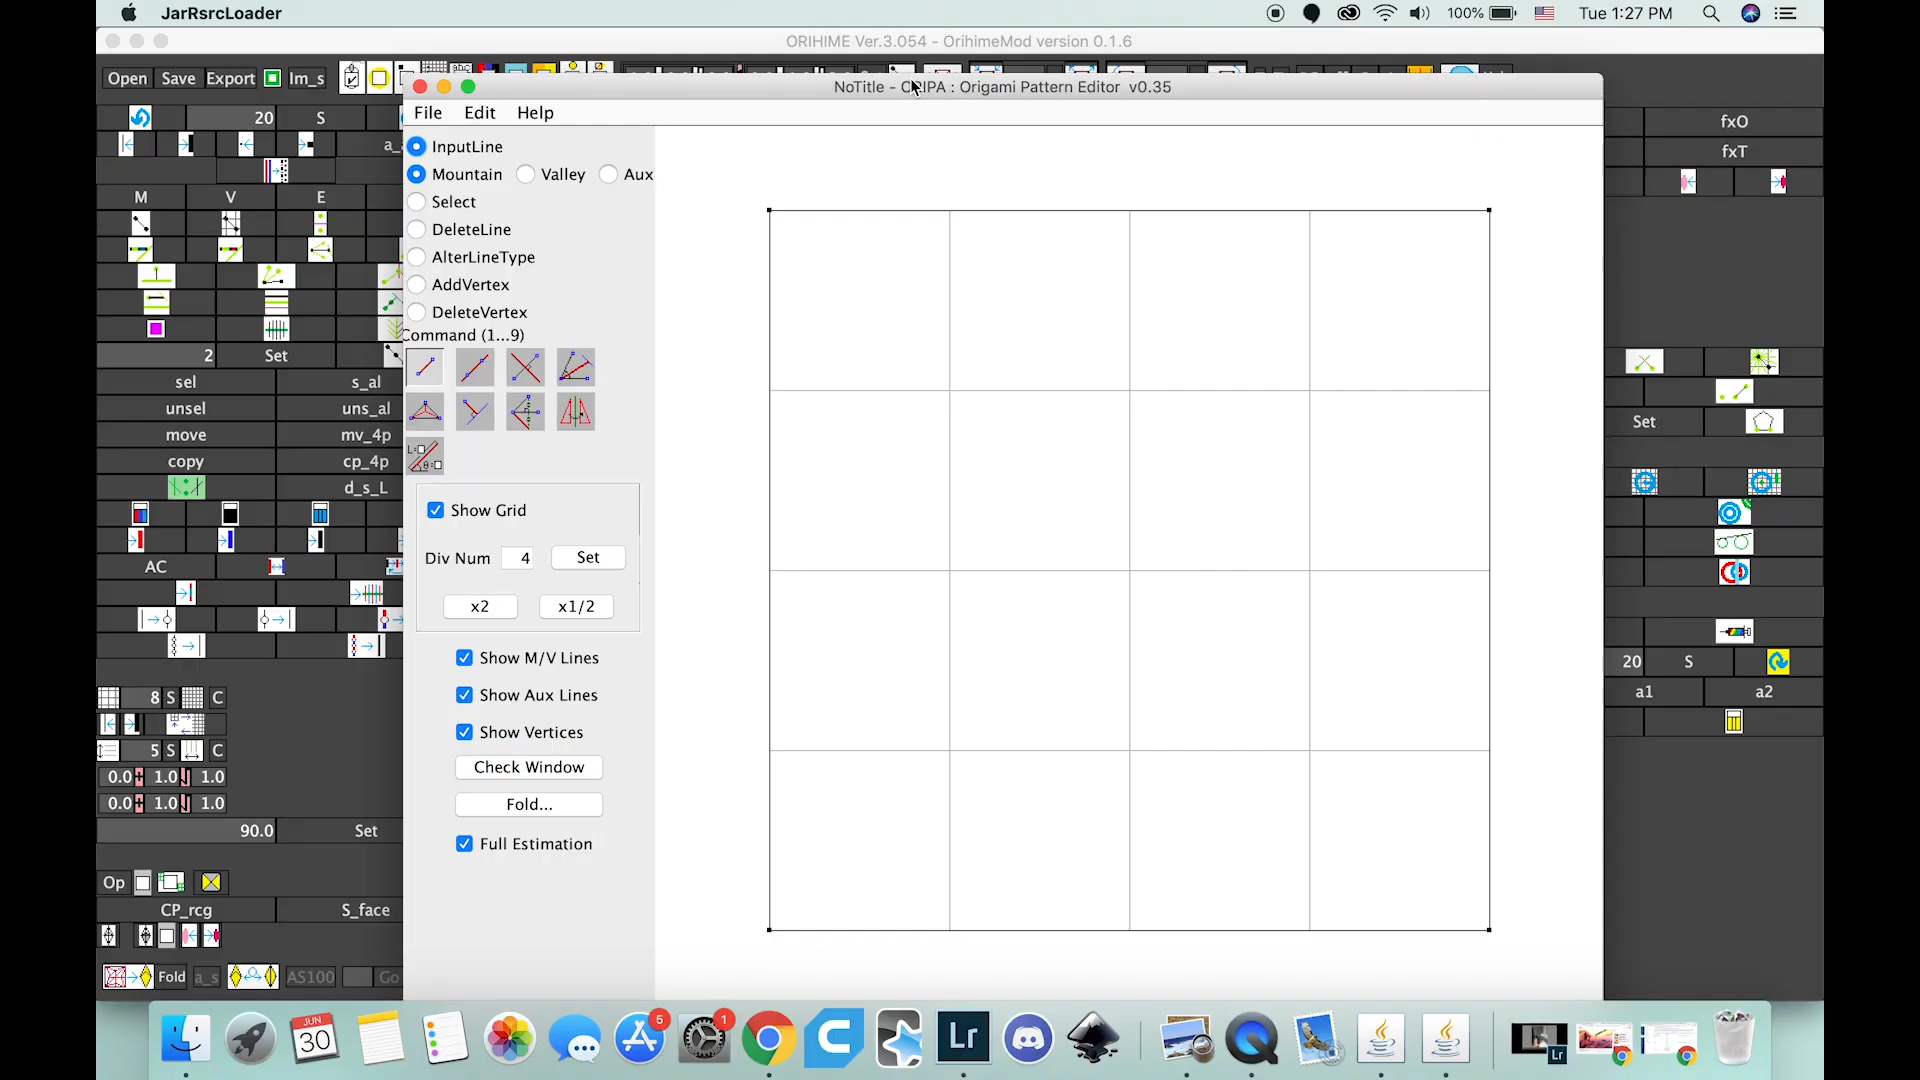 JarRsrcLoader
100%
Tue 1:27 PM
ORIHIME Ver.3.054 - OrihimeMod version 0.1.6
Open Save Export Im_s
NoTitle - ORIPA : Origami Pattern Editor v0.35
File Edit Help
20 S
M V E
2 Set
sel s_al
unsel uns_al
move mv_4p
copy cp_4p
d_s_L
AC
8 S C
5 S C
0.0 1.0 1.0
0.0 1.0 1.0
90.0 Set
Op
CP_rcg S_face
Fold a_s AS100 Go
InputLine
Mountain Valley Aux
Select
DeleteLine
AlterLineType
AddVertex
DeleteVertex
Command (1...9)
L: θ:
Show Grid
Div Num 4 Set
x2 x1/2
Show M/V Lines
Show Aux Lines
Show Vertices
Check Window
Fold...
Full Estimation
fxO
fxT
Set
20 S
a1 a2
JUN
30
5
1
Lr
Lr